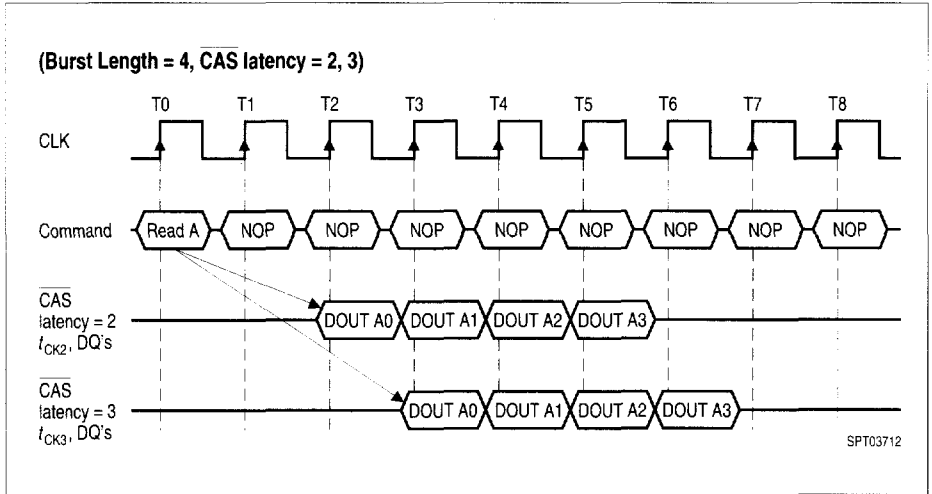 (Burst Length = 4, CAS latency = 2, 3)
T0 T1 T2 T3 T4 T5 T6 T7 T8
CLK
Command Read A NOP NOP NOP NOP NOP NOP NOP NOP
CAS
latency = 2
tCK2, DQ's
DOUT A0 DOUT A1 DOUT A2 DOUT A3
CAS
latency = 3
tCK3, DQ's
DOUT A0 DOUT A1 DOUT A2 DOUT A3
SPT03712